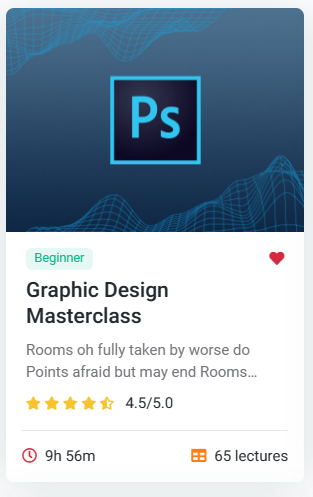 Ps
Beginner
Graphic Design
Masterclass
Rooms oh fully taken by worse do
Points afraid but may end Rooms...
4.5/5.0
9h 56m
65 lectures